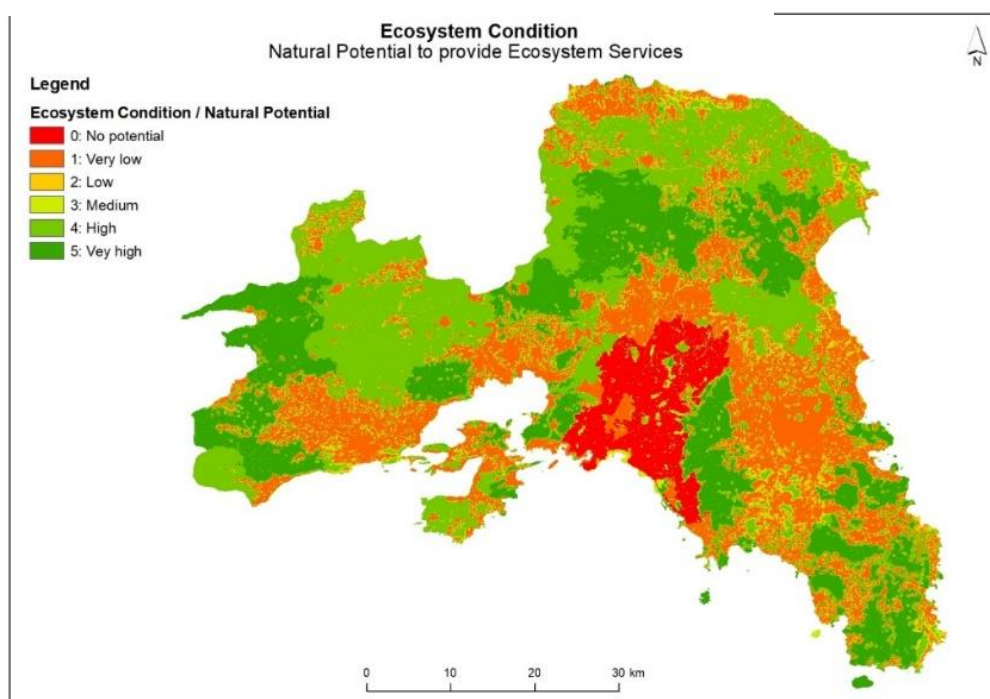 Ecosystem Condition
Natural Potential to provide Ecosystem Services
N
Legend
Ecosystem Condition / Natural Potential
0: No potential
1: Very low
2: Low
3: Medium
4: High
5: Vey high
0 10 20 30 km